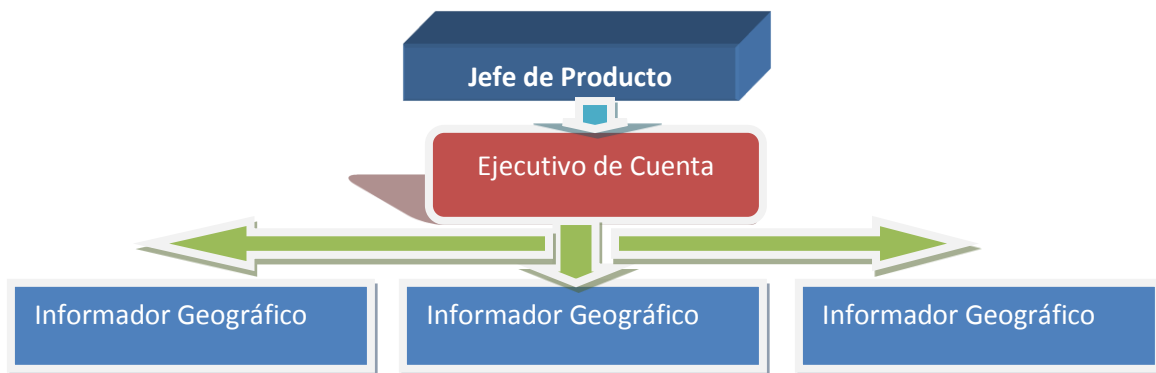 Jefe de Producto
Ejecutivo de Cuenta
Informador Geográfico
Informador Geográfico
Informador Geográfico